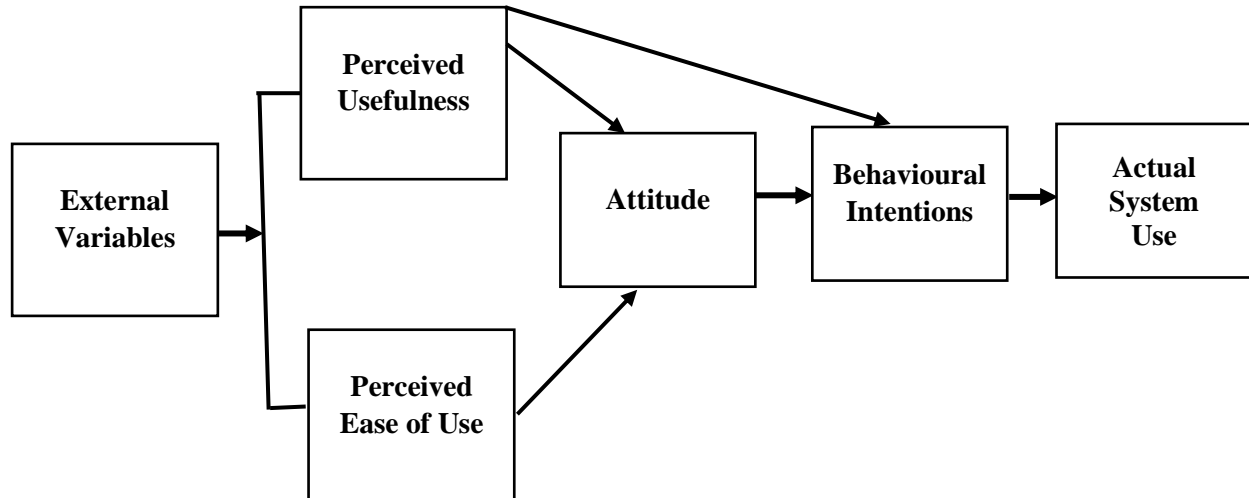 Perceived
Usefulness
External
Variables
Attitude
Behavioural
Intentions
Actual
System
Use
Perceived
Ease of Use